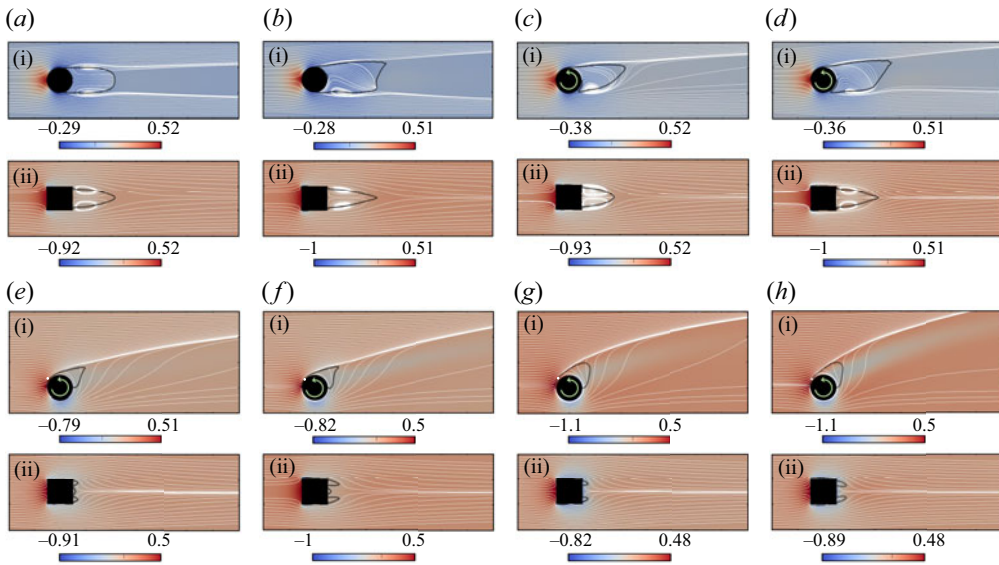 (a) (b) (c) (d)
(i) (i) (i) (i)
−0.29 0.52 −0.28 0.51 −0.38 0.52 −0.36 0.51
(ii) (ii) (ii) (ii)
−0.92 0.52 −1 0.51 −0.93 0.52 −1 0.51
(e) (f) (g) (h)
(i) (i) (i) (i)
−0.79 0.51 −0.82 0.5 −1.1 0.5 −1.1 0.5
(ii) (ii) (ii) (ii)
−0.91 0.5 −1 0.5 −0.82 0.48 −0.89 0.48